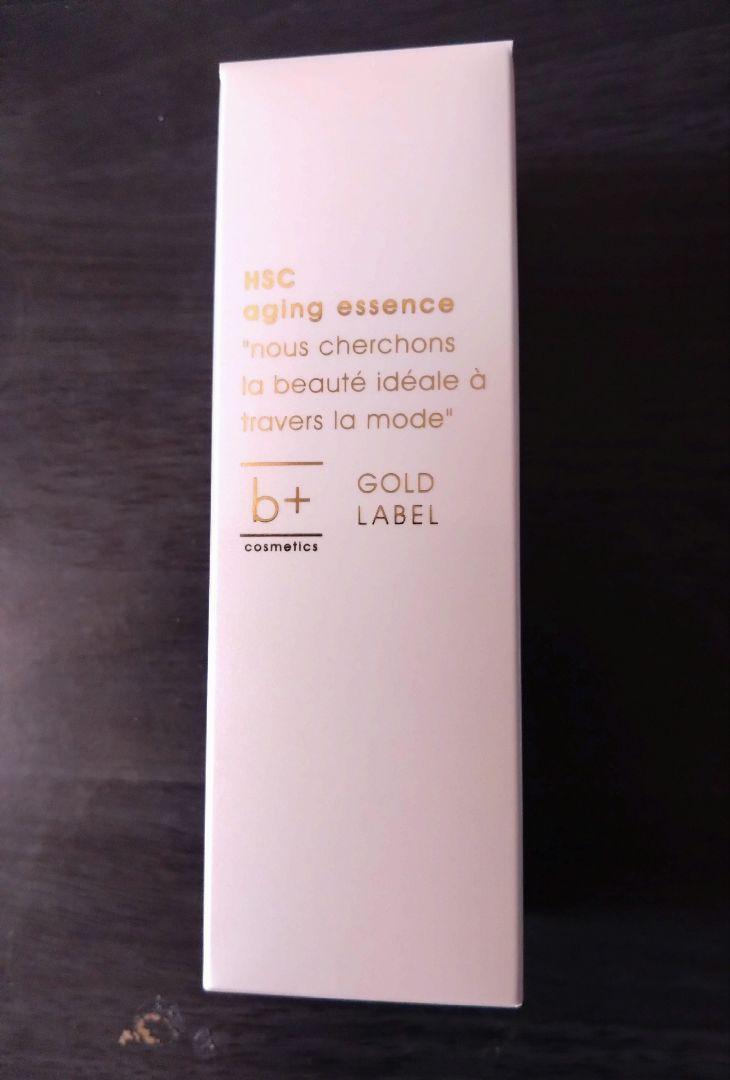 HSC
aging essence
"nous cherchons
la beauté idéale à
travers la mode"
b+
cosmetics
GOLD
LABEL